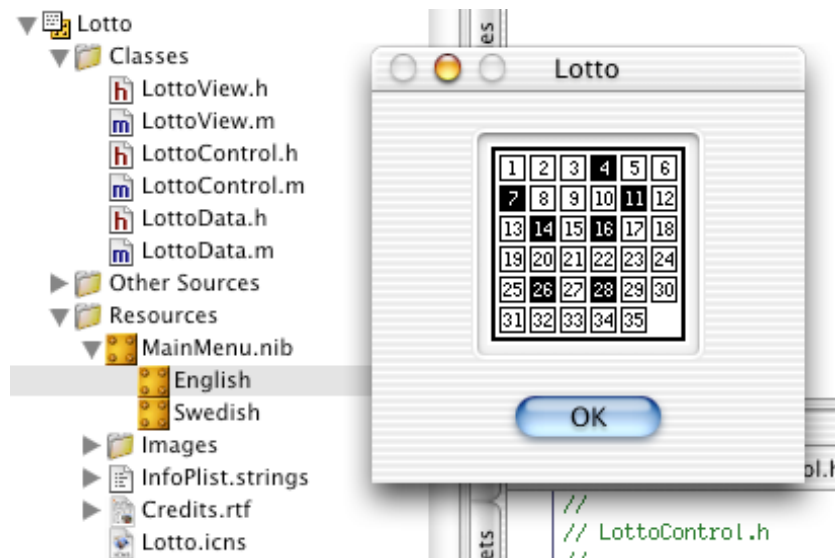 Lotto
Classes
LottoView.h
LottoView.m
LottoControl.h
LottoControl.m
LottoData.h
LottoData.m
Other Sources
Resources
MainMenu.nib
English
Swedish
Images
InfoPlist.strings
Credits.rtf
Lotto.icns
es
Lotto
1 2 3 4 5 6
7 8 9 10 11 12
13 14 15 16 17 18
19 20 21 22 23 24
25 26 27 28 29 30
31 32 33 34 35
OK
ol.h
ets
//
// LottoControl.h
//